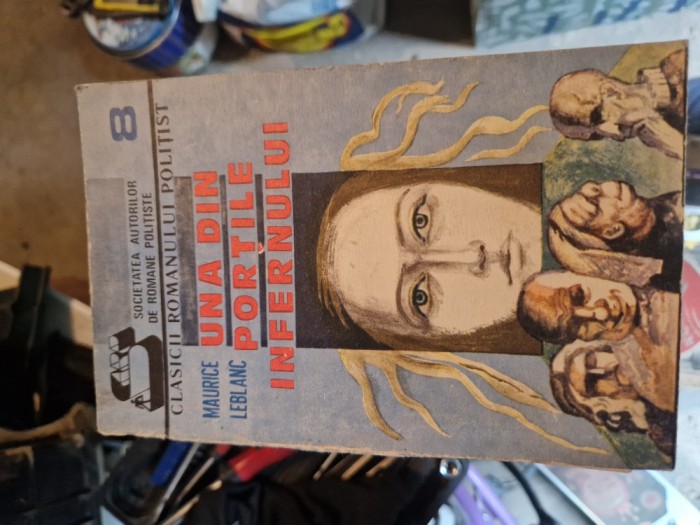 SOCIETATEA AUTORILOR
DE ROMANE POLIȚISTE
8
CLASICII ROMANULUI POLIȚIST
MAURICE
LEBLANC
UNA DIN
PORȚILE
INFERNULUI